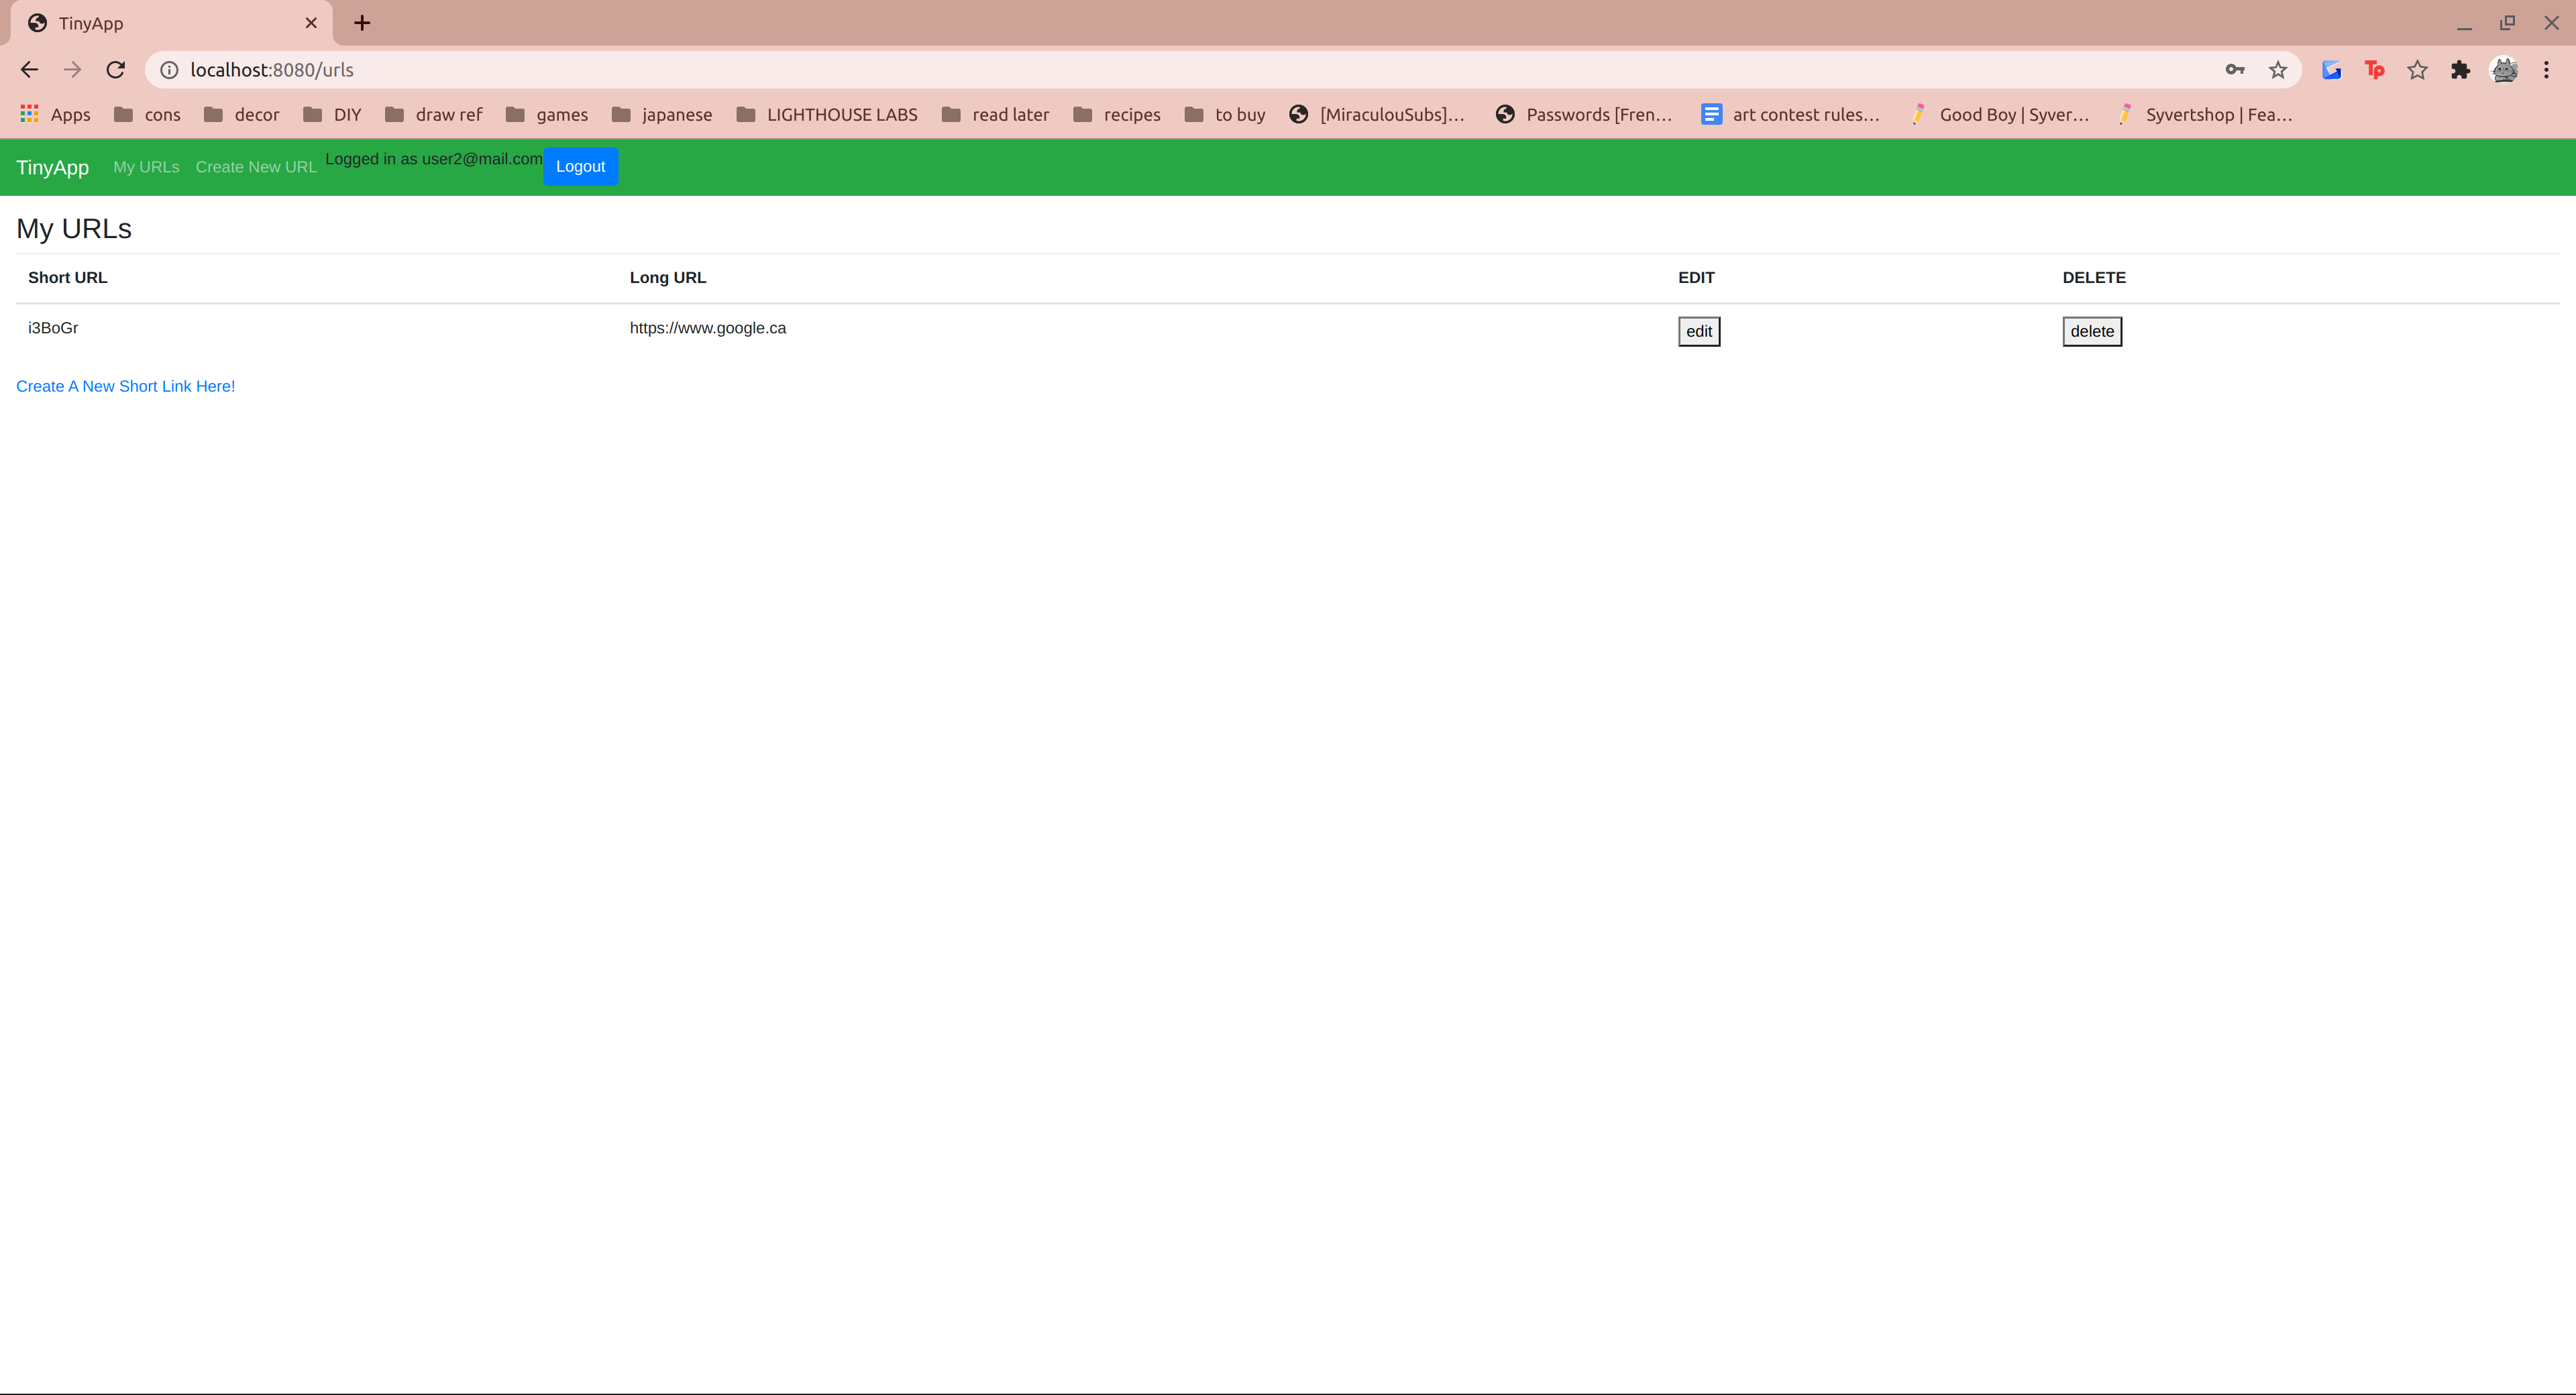 TinyApp
localhost:8080/urls
Apps cons decor DIY draw ref games japanese LIGHTHOUSE LABS read later recipes to buy [MiraculouSubs]... Passwords [Fren... art contest rules... Good Boy | Syver... Syvertshop | Fea...
TinyApp My URLs Create New URL Logged in as user2@mail.com Logout
My URLs
Short URL Long URL EDIT DELETE
i3BoGr https://www.google.ca edit delete
Create A New Short Link Here!